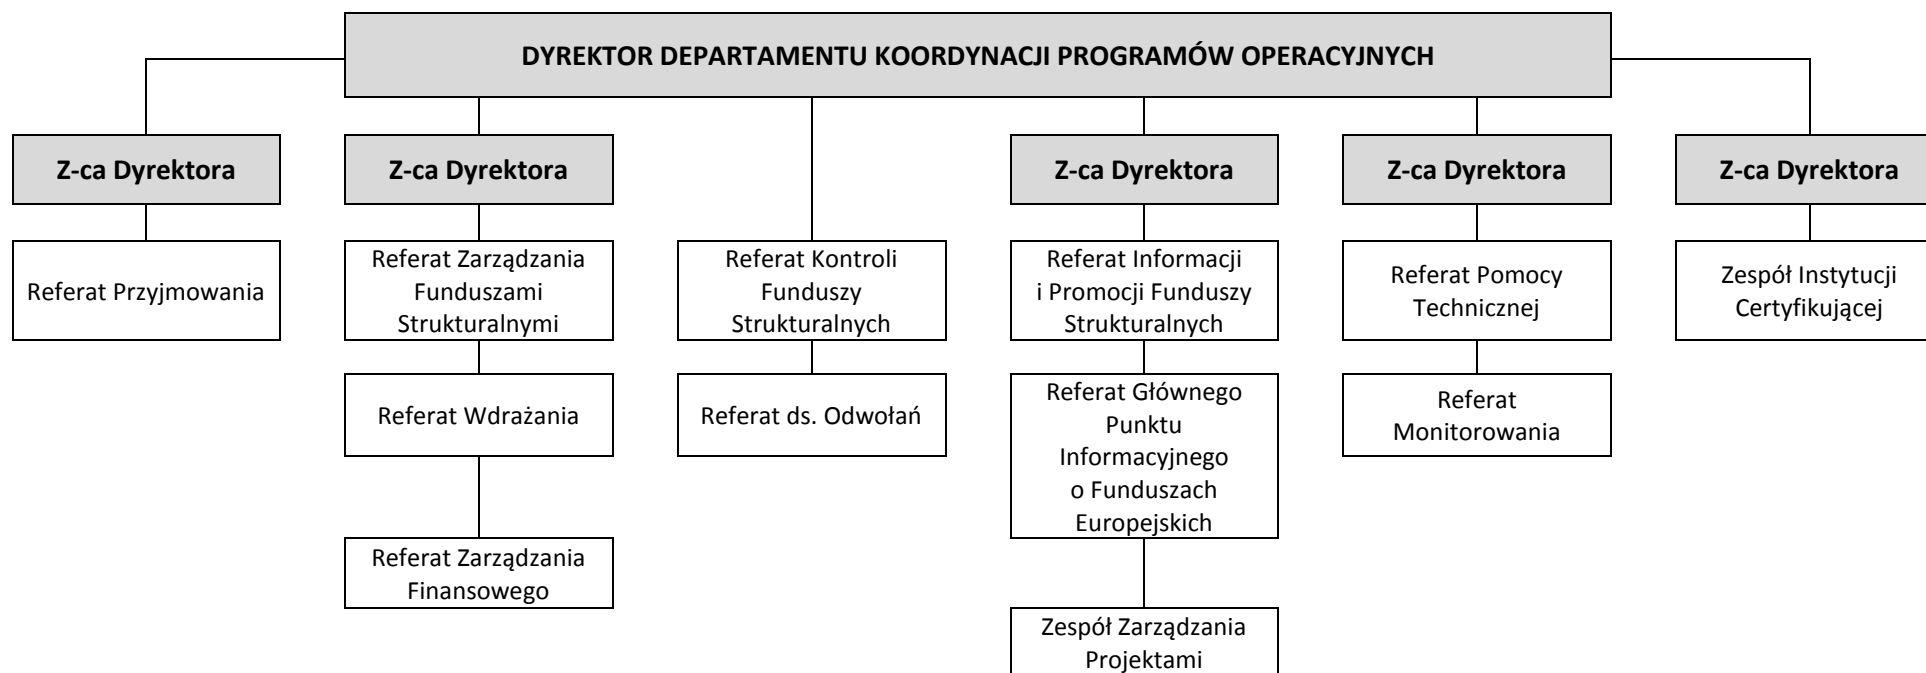 DYREKTOR DEPARTAMENTU KOORDYNACJI PROGRAMÓW OPERACYJNYCH
Z-ca Dyrektora
Z-ca Dyrektora
Z-ca Dyrektora
Z-ca Dyrektora
Z-ca Dyrektora
Referat Przyjmowania
Referat Zarządzania
Funduszami
Strukturalnymi
Referat Kontroli
Funduszy
Strukturalnych
Referat Informacji
i Promocji Funduszy
Strukturalnych
Referat Pomocy
Technicznej
Zespół Instytucji
Certyfikującej
Referat Wdrażania
Referat ds. Odwołań
Referat Głównego
Punktu
Informacyjnego
o Funduszach
Europejskich
Referat
Monitorowania
Referat Zarządzania
Finansowego
Zespół Zarządzania
Projektami